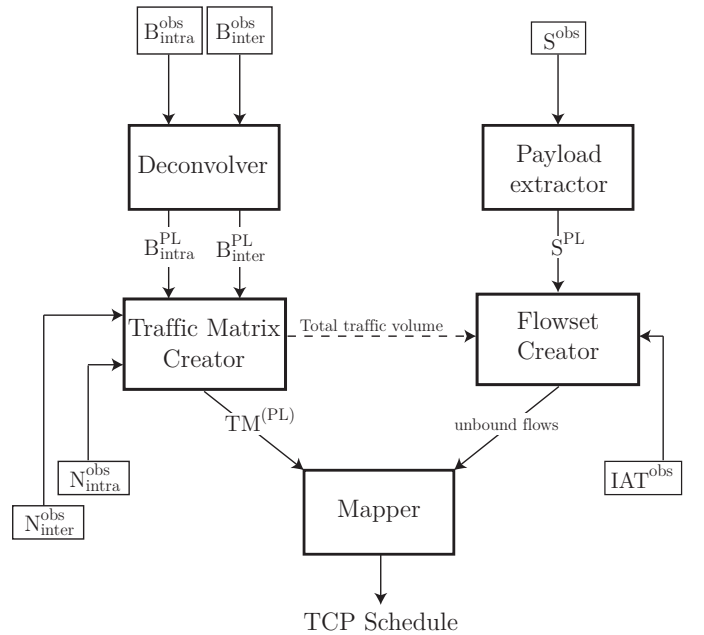 B^obs_intra B^obs_inter S^obs
Deconvolver
Payload
extractor
B^PL_intra B^PL_inter S^PL
Traffic Matrix
Creator
Total traffic volume
Flowset
Creator
TM^(PL)
unbound flows
N^obs_intra
IAT^obs
N^obs_inter
Mapper
TCP Schedule